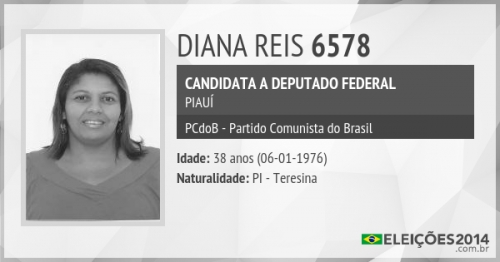 DIANA REIS 6578
CANDIDATA A DEPUTADO FEDERAL
PIAUÍ
PCdoB - Partido Comunista do Brasil
Idade: 38 anos (06-01-1976)
Naturalidade: PI - Teresina
ELEIÇÕES2014
.com.br